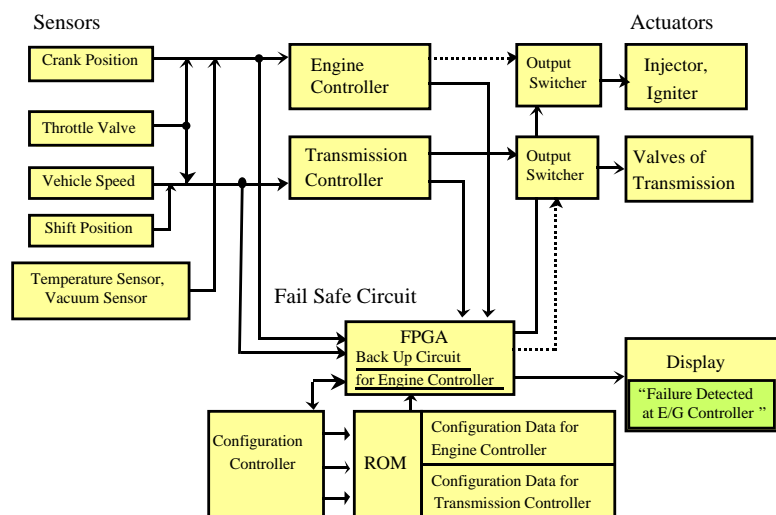 Sensors
Actuators
Crank Position
Throttle Valve
Vehicle Speed
Shift Position
Temperature Sensor,
Vacuum Sensor
Engine
Controller
Transmission
Controller
Output
Switcher
Output
Switcher
Injector,
Igniter
Valves of
Transmission
Fail Safe Circuit
FPGA
Back Up Circuit
for Engine Controller
Display
“Failure Detected
at E/G Controller ”
Configuration
Controller
ROM
Configuration Data for
Engine Controller
Configuration Data for
Transmission Controller